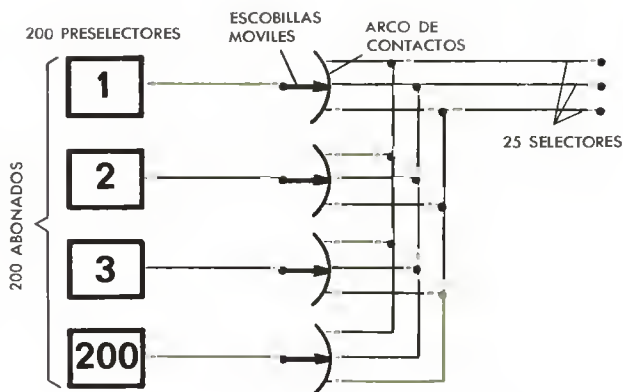 200 PRESELECTORES
ESCOBILLAS
MOVILES
ARCO DE
CONTACTOS
1
25 SELECTORES
2
200 ABONADOS
3
200